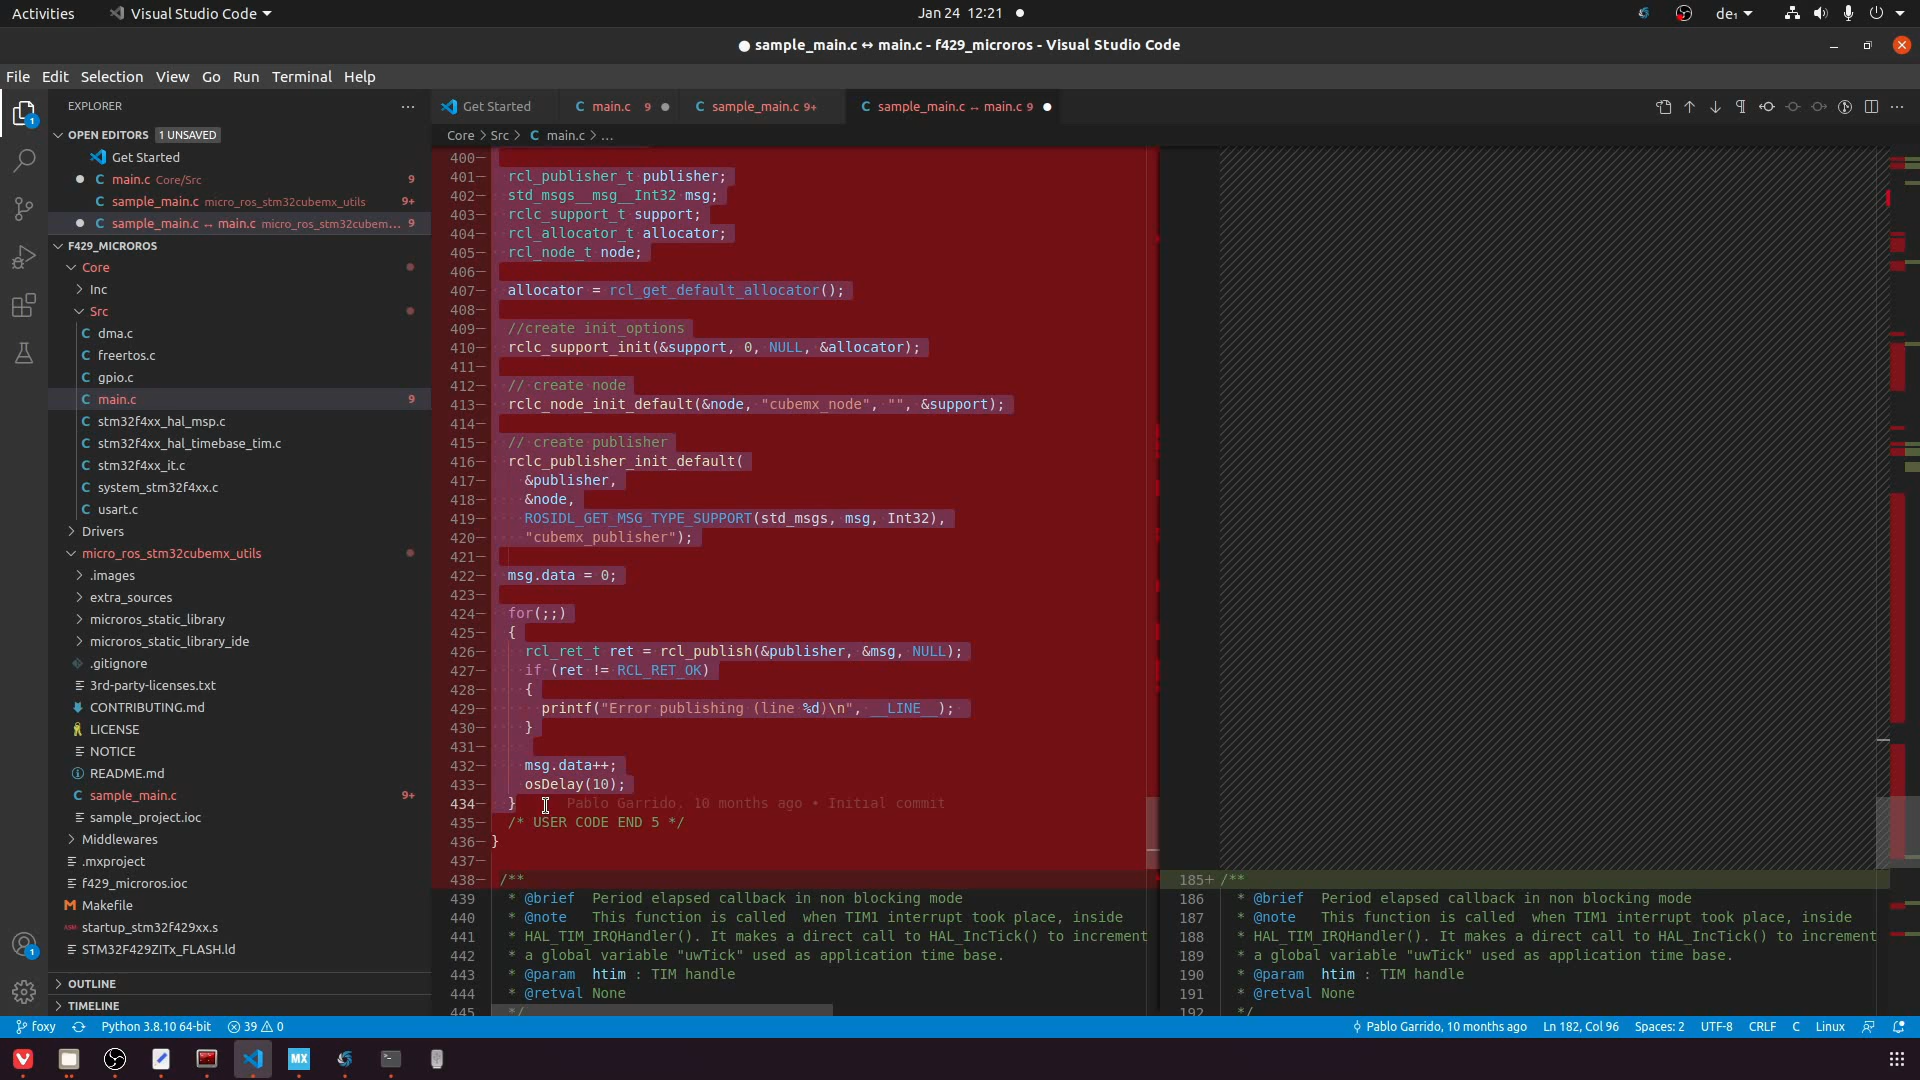 Activities
Visual Studio Code
Jan 24 12:21
de₁
● sample_main.c ↔ main.c - f429_microros - Visual Studio Code
File Edit Selection View Go Run Terminal Help
EXPLORER
OPEN EDITORS 1 UNSAVED
Get Started
main.c Core/Src 9
sample_main.c micro_ros_stm32cubemx_utils 9+
sample_main.c ↔ main.c micro_ros_stm32cubem... 9
F429_MICROROS
Core
Inc
Src
dma.c
freertos.c
gpio.c
main.c 9
stm32f4xx_hal_msp.c
stm32f4xx_hal_timebase_tim.c
stm32f4xx_it.c
system_stm32f4xx.c
usart.c
Drivers
micro_ros_stm32cubemx_utils
.images
extra_sources
microros_static_library
microros_static_library_ide
.gitignore
3rd-party-licenses.txt
CONTRIBUTING.md
LICENSE
NOTICE
README.md
sample_main.c 9+
sample_project.ioc
Middlewares
.mxproject
f429_microros.ioc
Makefile
startup_stm32f429xx.s
STM32F429ZITx_FLASH.ld
OUTLINE
TIMELINE
Get Started
main.c 9
sample_main.c 9+
sample_main.c ↔ main.c 9
Core > Src > C main.c > ...
400−
401− rcl_publisher_t publisher;
402− std_msgs__msg__Int32 msg;
403− rclc_support_t support;
404− rcl_allocator_t allocator;
405− rcl_node_t node;
406−
407− allocator = rcl_get_default_allocator();
408−
409− //create init_options
410− rclc_support_init(&support, 0, NULL, &allocator);
411−
412− // create node
413− rclc_node_init_default(&node, "cubemx_node", "", &support);
414−
415− // create publisher
416− rclc_publisher_init_default(
417− &publisher,
418− &node,
419− ROSIDL_GET_MSG_TYPE_SUPPORT(std_msgs, msg, Int32),
420− "cubemx_publisher");
421−
422− msg.data = 0;
423−
424− for(;;)
425− {
426− rcl_ret_t ret = rcl_publish(&publisher, &msg, NULL);
427− if (ret != RCL_RET_OK)
428− {
429− printf("Error publishing (line %d)\n", __LINE__);
430− }
431−
432− msg.data++;
433− osDelay(10);
434− } Pablo Garrido, 10 months ago • Initial commit
435− /* USER CODE END 5 */
436− }
437−
438− /**
439 * @brief Period elapsed callback in non blocking mode
440 * @note This function is called when TIM1 interrupt took place, inside
441 * HAL_TIM_IRQHandler(). It makes a direct call to HAL_IncTick() to increment
442 * a global variable "uwTick" used as application time base.
443 * @param htim : TIM handle
444 * @retval None
445 */
185+ /**
186 * @brief Period elapsed callback in non blocking mode
187 * @note This function is called when TIM1 interrupt took place, inside
188 * HAL_TIM_IRQHandler(). It makes a direct call to HAL_IncTick() to increment
189 * a global variable "uwTick" used as application time base.
190 * @param htim : TIM handle
191 * @retval None
192 */
foxy
Python 3.8.10 64-bit
39
0
Pablo Garrido, 10 months ago
Ln 182, Col 96
Spaces: 2
UTF-8
CRLF
C
Linux
MX